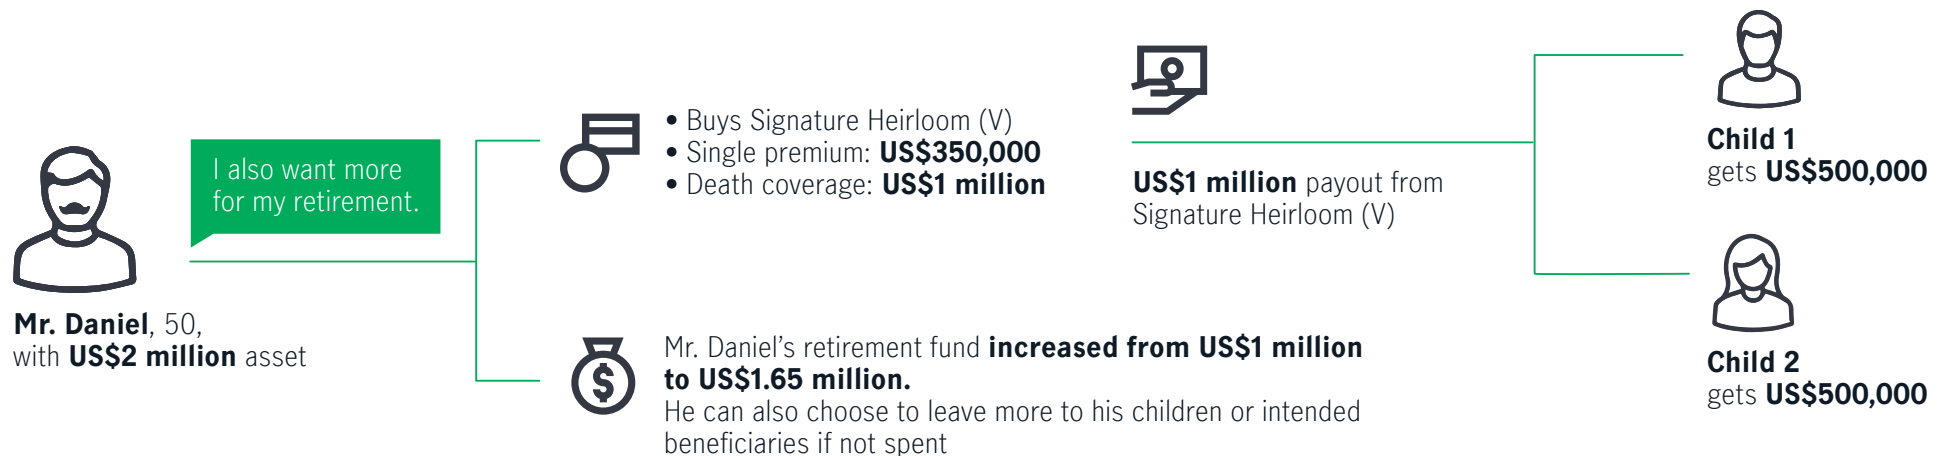 I also want more
for my retirement.
Mr. Daniel, 50,
with US$2 million asset
• Buys Signature Heirloom (V)
• Single premium: US$350,000
• Death coverage: US$1 million
$
Mr. Daniel’s retirement fund increased from US$1 million
to US$1.65 million.
He can also choose to leave more to his children or intended
beneficiaries if not spent
US$1 million payout from
Signature Heirloom (V)
Child 1
gets US$500,000
Child 2
gets US$500,000